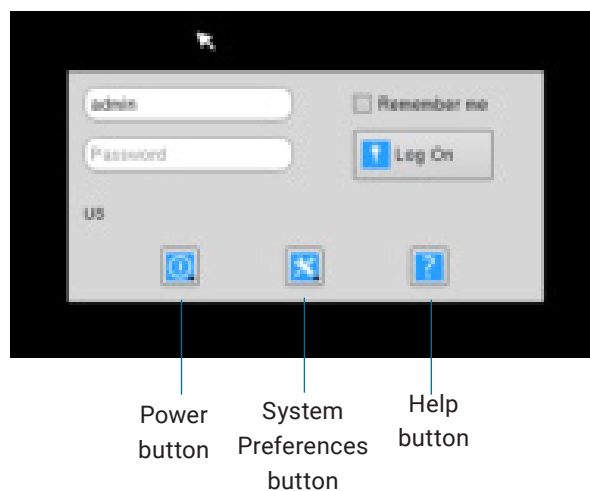 admin
Remember me
Password
Log On
US
?
Power
button
System
Preferences
button
Help
button